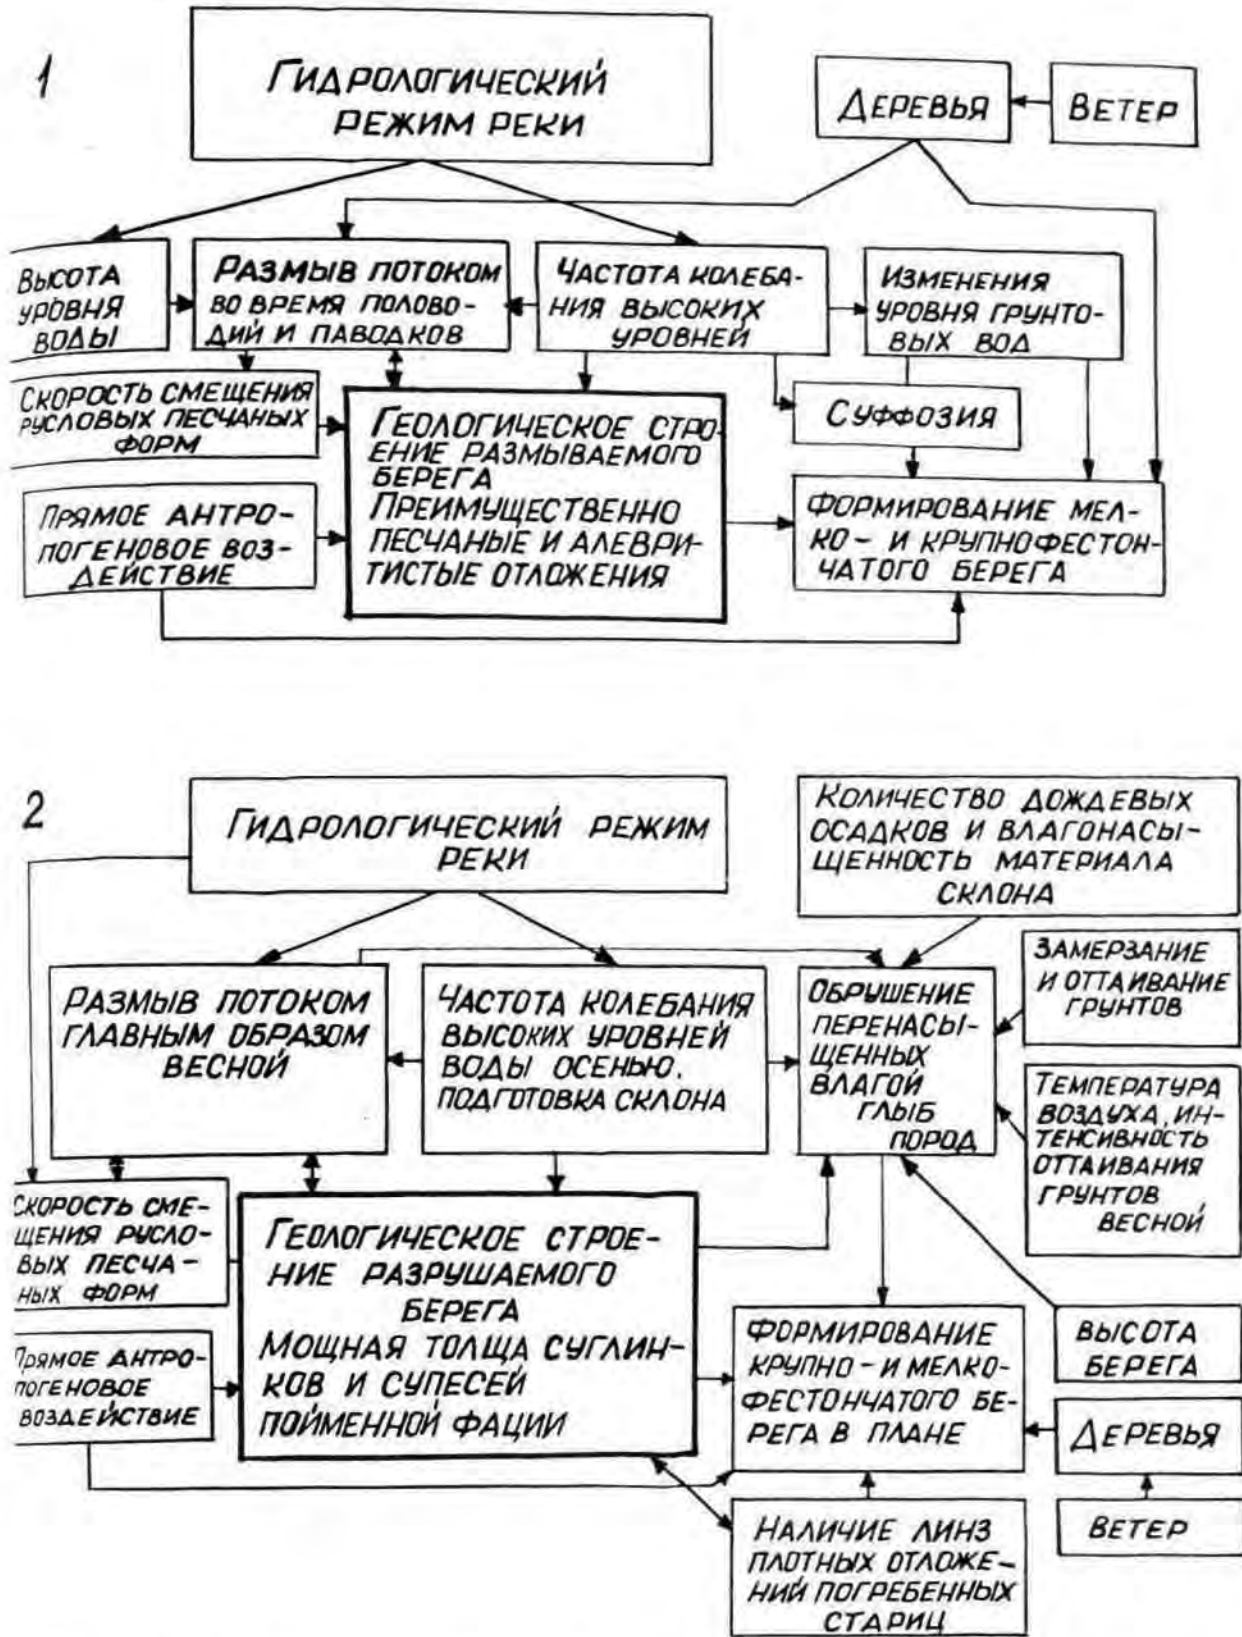 1
ГИДРОЛОГИЧЕСКИЙ
РЕЖИМ РЕКИ
ДЕРЕВЬЯ
ВЕТЕР
ВЫСОТА
УРОВНЯ
ВОДЫ
РАЗМЫВ ПОТОКОМ
ВО ВРЕМЯ ПОЛОВО-
ДИЙ И ПАВОДКОВ
ЧАСТОТА КОЛЕБА-
НИЯ ВЫСОКИХ
УРОВНЕЙ
ИЗМЕНЕНИЯ
УРОВНЯ ГРУНТО-
ВЫХ ВОД
СКОРОСТЬ СМЕЩЕНИЯ
РУСЛОВЫХ ПЕСЧАНЫХ
ФОРМ
ГЕОЛОГИЧЕСКОЕ СТРО-
ЕНИЕ РАЗМЫВАЕМОГО
БЕРЕГА
ПРЕИМУЩЕСТВЕННО
ПЕСЧАНЫЕ И АЛЕВРИ-
ТИСТЫЕ ОТЛОЖЕНИЯ
СУФФОЗИЯ
ПРЯМОЕ АНТРО-
ПОГЕНОВОЕ ВОЗ-
ДЕЙСТВИЕ
ФОРМИРОВАНИЕ МЕЛ-
КО - И КРУПНОФЕСТОН-
ЧАТОГО БЕРЕГА
2
ГИДРОЛОГИЧЕСКИЙ РЕЖИМ
РЕКИ
КОЛИЧЕСТВО ДОЖДЕВЫХ
ОСАДКОВ И ВЛАГОНАСЫ-
ЩЕННОСТЬ МАТЕРИАЛА
СКЛОНА
РАЗМЫВ ПОТОКОМ
ГЛАВНЫМ ОБРАЗОМ
ВЕСНОЙ
ЧАСТОТА КОЛЕБАНИЯ
ВЫСОКИХ УРОВНЕЙ
ВОДЫ ОСЕНЬЮ.
ПОДГОТОВКА СКЛОНА
ОБРУШЕНИЕ
ПЕРЕНАСЫ-
ЩЕННЫХ
ВЛАГОЙ
ГЛЫБ
ПОРОД
ЗАМЕРЗАНИЕ
И ОТТАИВАНИЕ
ГРУНТОВ
ТЕМПЕРАТУРА
ВОЗДУХА, ИН-
ТЕНСИВНОСТЬ
ОТТАИВАНИЯ
ГРУНТОВ
ВЕСНОЙ
СКОРОСТЬ СМЕ-
ЩЕНИЯ РУСЛО-
ВЫХ ПЕСЧА-
НЫХ ФОРМ
ГЕОЛОГИЧЕСКОЕ СТРОЕ-
НИЕ РАЗРУШАЕМОГО
БЕРЕГА
МОЩНАЯ ТОЛЩА СУГЛИН-
КОВ И СУПЕСЕЙ
ПОЙМЕННОЙ ФАЦИИ
ПРЯМОЕ АНТРО-
ПОГЕНОВОЕ
ВОЗДЕЙСТВИЕ
ФОРМИРОВАНИЕ
КРУПНО - И МЕЛКО-
ФЕСТОНЧАТОГО БЕ-
РЕГА В ПЛАНЕ
ВЫСОТА
БЕРЕГА
ДЕРЕВЬЯ
ВЕТЕР
НАЛИЧИЕ ЛИНЗ
ПЛОТНЫХ ОТЛОЖЕ-
НИЙ ПОГРЕБЕННЫХ
СТАРИЦ